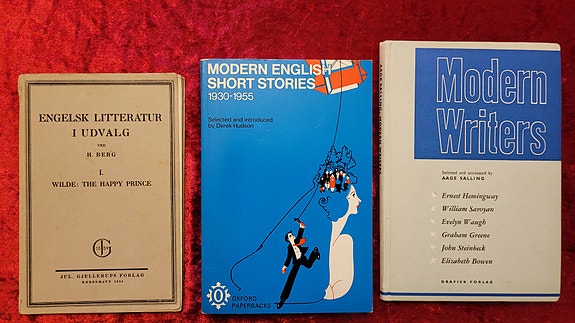 ENGELSK LITTERATUR
I UDVALG
VED
H. BERG
I.
WILDE: THE HAPPY PRINCE
JUL. GJELLERUPS FORLAG
MODERN ENGLISH
SHORT STORIES
1930-1955
Selected and introduced
by Derek Hudson
OXFORD
PAPERBACKS
Modern
Writers
Selected and annotated by
AAGE SALLING
Ernest Hemingway
William Saroyan
Evelyn Waugh
Graham Greene
John Steinbeck
Elizabeth Bowen
GRAFISK FORLAG